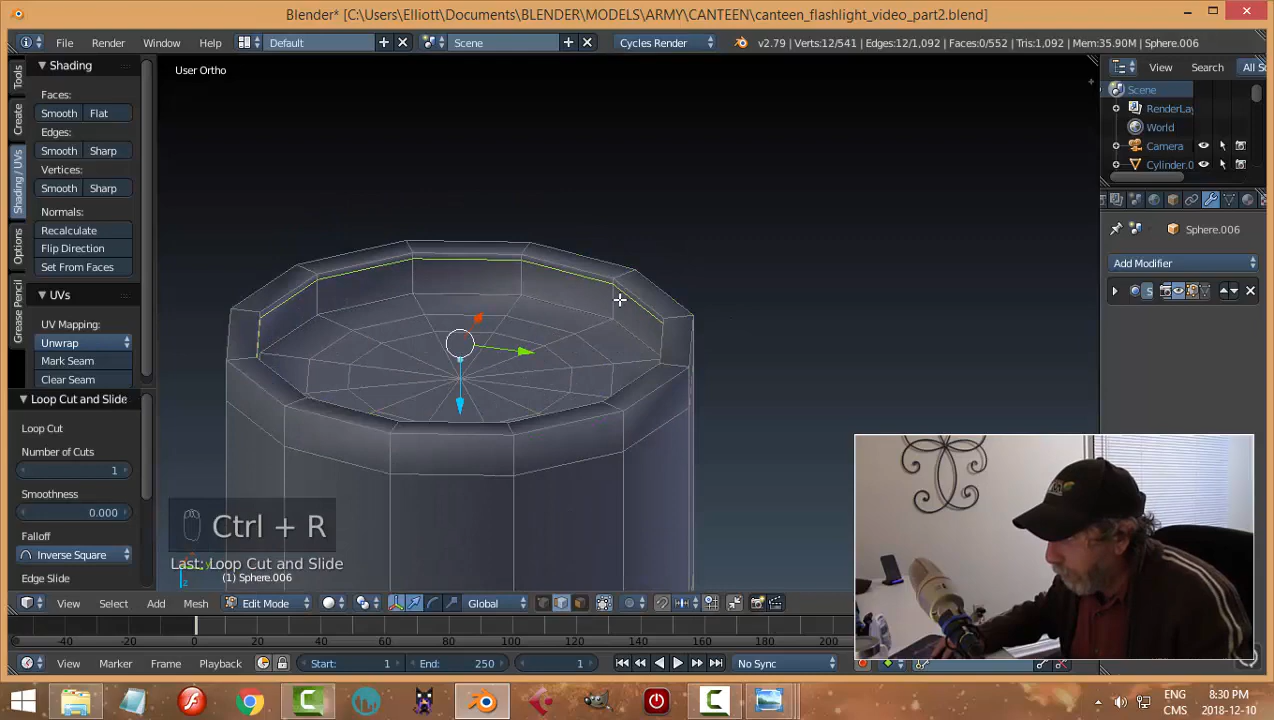 Blender* [C:\Users\Elliott\Documents\BLENDER\MODELS\ARMY\CANTEEN\canteen_flashlight_video_part2.blend]
File Render Window Help Default Scene Cycles Render v2.79 | Verts:12/541 | Edges:12/1,092 | Faces:0/552 | Tris:1,092 | Mem:35.90M | Sphere.006
Shading
Faces:
Smooth Flat
Edges:
Smooth Sharp
Vertices:
Smooth Sharp
Normals:
Recalculate
Flip Direction
Set From Faces
UVs
UV Mapping:
Unwrap
Mark Seam
Clear Seam
Loop Cut and Slide
Loop Cut
Number of Cuts
1
Smoothness
0.000
Falloff
Inverse Square
Edge Slide
Tools
Create
Shading / UVs
Options
Grease Pencil
User Ortho
Ctrl + R
Last: Loop Cut and Slide
(1) Sphere.006
View Search All S
Scene
RenderLay
World
Camera
Cylinder.0
Sphere.006
Add Modifier
View Select Add Mesh Edit Mode Global
-40 -20 0 20 40 60 80 100 120 140 160 180 200
View Marker Frame Playback Start: 1 End: 250 1 No Sync
ENG 8:30 PM
CMS 2018-12-10